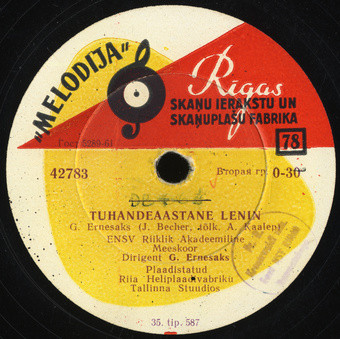 „MELODIJA“
Rīgas
SKAŅU IERAKSTU UN
SKAŅUPLAŠU FABRIKA
78
Гост 5289-61
42783
Вторая гр. 0-30
TUHANDEAASTANE LENIN
G. Ernesaks (J. Becher, tõlk. A. Kaalep)
ENSV Riiklik Akadeemiline
Meeskoor
Dirigent G. Ernesaks
Plaadistatud
Riia Heliplaadivabriku
Tallinna Stuudios
35. tip. 587